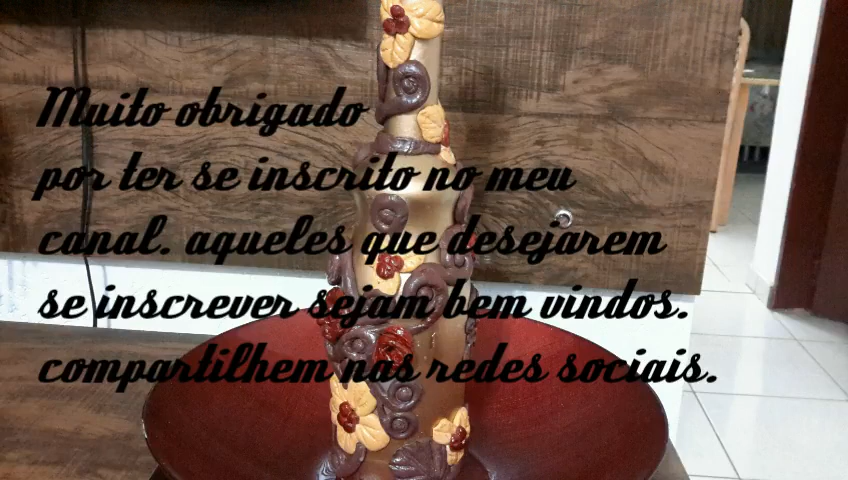 Muito obrigado
por ter se inscrito no meu
canal. aqueles que desejarem
se inscrever sejam bem vindos.
compartilhem nas redes sociais.